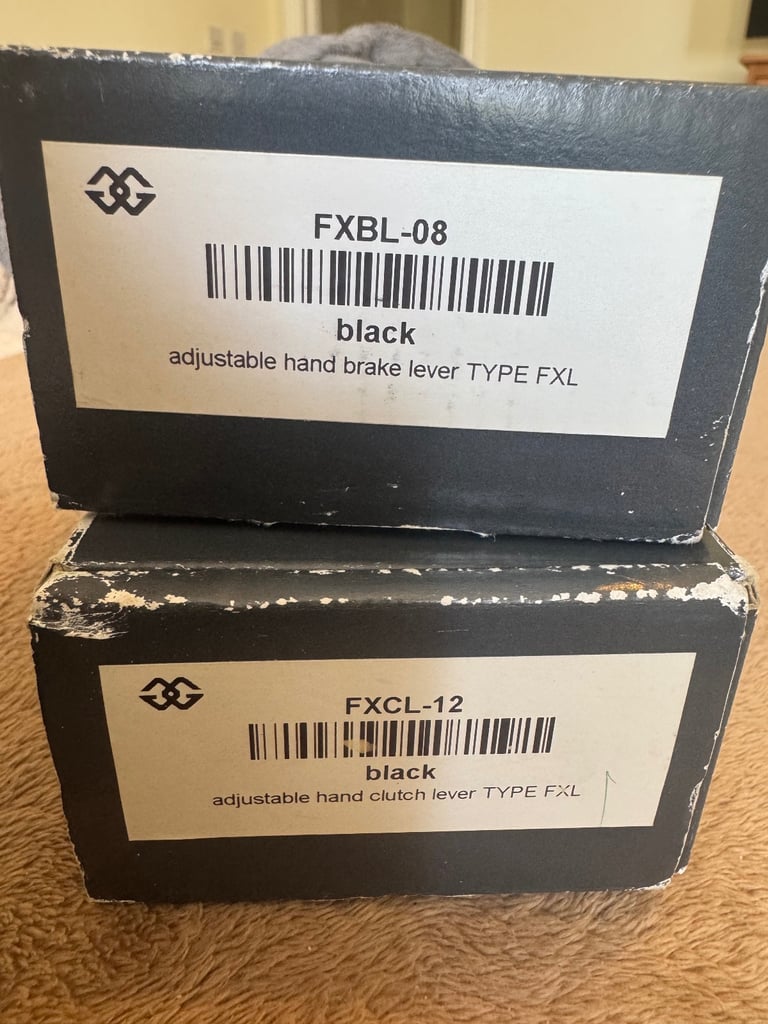 FXBL-08
black
adjustable hand brake lever TYPE FXL
FXCL-12
black
adjustable hand clutch lever TYPE FXL